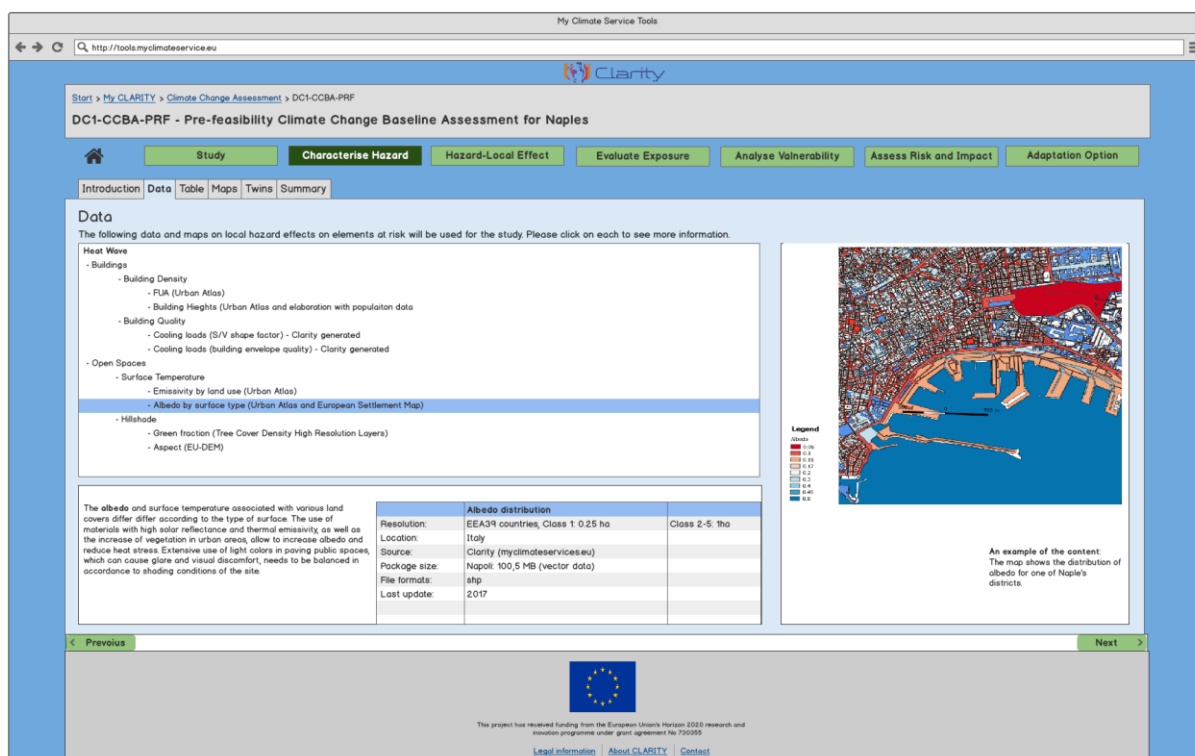 My Climate Service Tools
http://tools.myclimateservice.eu
Clarity
Start > My CLARITY > Climate Change Assessment > DC1-CCBA-PRF
DC1-CCBA-PRF - Pre-feasibility Climate Change Baseline Assessment for Naples
Study
Characterise Hazard
Hazard-Local Effect
Evaluate Exposure
Analyse Valnerability
Assess Risk and Impact
Adaptation Option
Introduction
Data
Table
Maps
Twins
Summary
Data
The following data and maps on local hazard effects on elements at risk will be used for the study. Please click on each to see more information.
Heat Wave
- Buildings
- Building Density
- FUA (Urban Atlas)
- Building Hieghts (Urban Atlas and elaboration with populaiton data
- Building Quality
- Cooling loads (S/V shape factor) - Clarity generated
- Cooling loads (building envelope quality) - Clarity generated
- Open Spaces
- Surface Temperature
- Emissivity by land use (Urban Atlas)
- Albedo by surface type (Urban Atlas and European Settlement Map)
- Hillshade
- Green fraction (Tree Cover Density High Resolution Layers)
- Aspect (EU-DEM)
The albedo and surface temperature associated with various land
covers differ differ according to the type of surface. The use of
materials with high solar reflectance and thermal emissivity, as well as
the increase of vegetation in urban areas, allow to increase albedo and
reduce heat stress. Extensive use of light colors in paving public spaces,
which can cause glare and visual discomfort, needs to be balanced in
accordance to shading conditions of the site.
Albedo distribution
Resolution: EEA39 countries, Class 1: 0.25 ha Class 2-5: 1ha
Location: Italy
Source: Clarity (myclimateservices.eu)
Package size: Napoli: 100,5 MB (vector data)
File formats: shp
Last update: 2017
Legend
Albedo
0
An example of the content:
The map shows the distribution of
albedo for one of Naple's
districts.
< Prevoius
Next >
This project has received funding from the European Union's Horizon 2020 research and
inovation programme under grant agreement No 730355
Legal information | About CLARITY | Contact